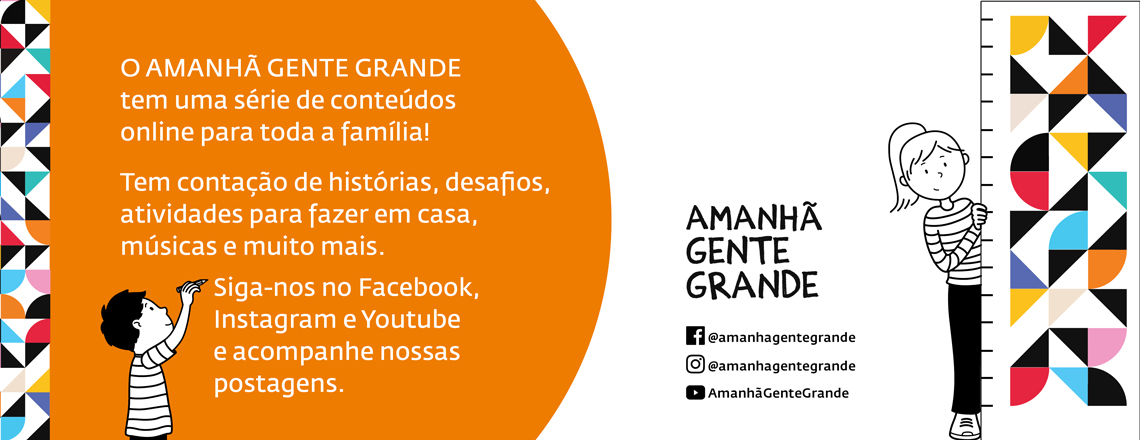 O AMANHÃ GENTE GRANDE
tem uma série de conteúdos
online para toda a família!
Tem contação de histórias, desafios,
atividades para fazer em casa,
músicas e muito mais.
Siga-nos no Facebook,
Instagram e Youtube
e acompanhe nossas
postagens.
AMANHÃ
GENTE
GRANDE
@amanhagentegrande
@amanhagentegrande
AmanhãGenteGrande